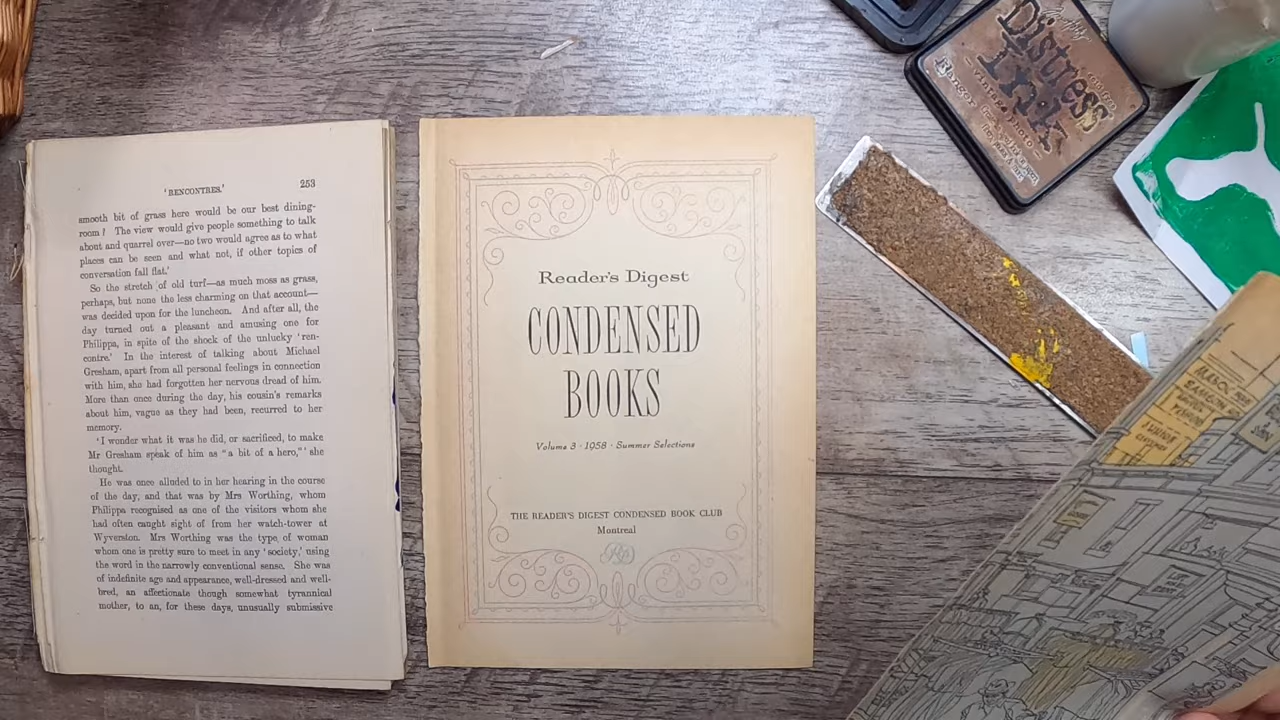 'RENCONTRES.' 253
smooth bit of grass here would be our best dining-
room! The view would give people something to talk
about and quarrel over—no two would agree as to what
places can be seen and what not, if other topics of
conversation fall flat.'
So the stretch of old turf—as much moss as grass,
perhaps, but none the less charming on that account—
was decided upon for the luncheon. And after all, the
day turned out a pleasant and amusing one for
Philippa, in spite of the shock of the unlucky 'ren-
contre.' In the interest of talking about Michael
Gresham, apart from all personal feelings in connection
with him, she had forgotten her nervous dread of him.
More than once during the day, his cousin's remarks
about him, vague as they had been, recurred to her
memory.
'I wonder what it was he did, or sacrificed, to make
Mr Gresham speak of him as "a bit of a hero,"' she
thought.
He was once alluded to in her hearing in the course
of the day, and that was by Mrs Worthing, whom
Philippa recognised as one of the visitors whom she
had often caught sight of from her watch-tower at
Wyverston. Mrs Worthing was the type of woman
whom one is pretty sure to meet in any 'society,' using
the word in the narrowly conventional sense. She was
of indefinite age and appearance, well-dressed and well-
bred, an affectionate though somewhat tyrannical
mother, to an, for these days, unusually submissive
Reader's Digest
CONDENSED
BOOKS
Volume 3 · 1958 · Summer Selections
THE READER'S DIGEST CONDENSED BOOK CLUB
Montreal
Distress
Ink
vintage photo
Ranger
& SON